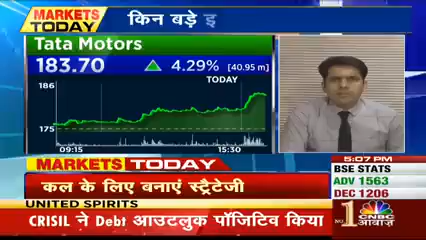 MARKETS
TODAY
किन बड़े इ
Tata Motors
183.70 4.29% [40.95 m]
TODAY
186
175
09:15 15:30
MARKETS TODAY
कल के लिए बनाएं स्ट्रैटेजी
UNITED SPIRITS
CRISIL ने Debt आउटलुक पॉजिटिव किया
5:07 PM
BSE STATS
ADV 1563
DEC 1206
No 1 CNBC
आवाज़